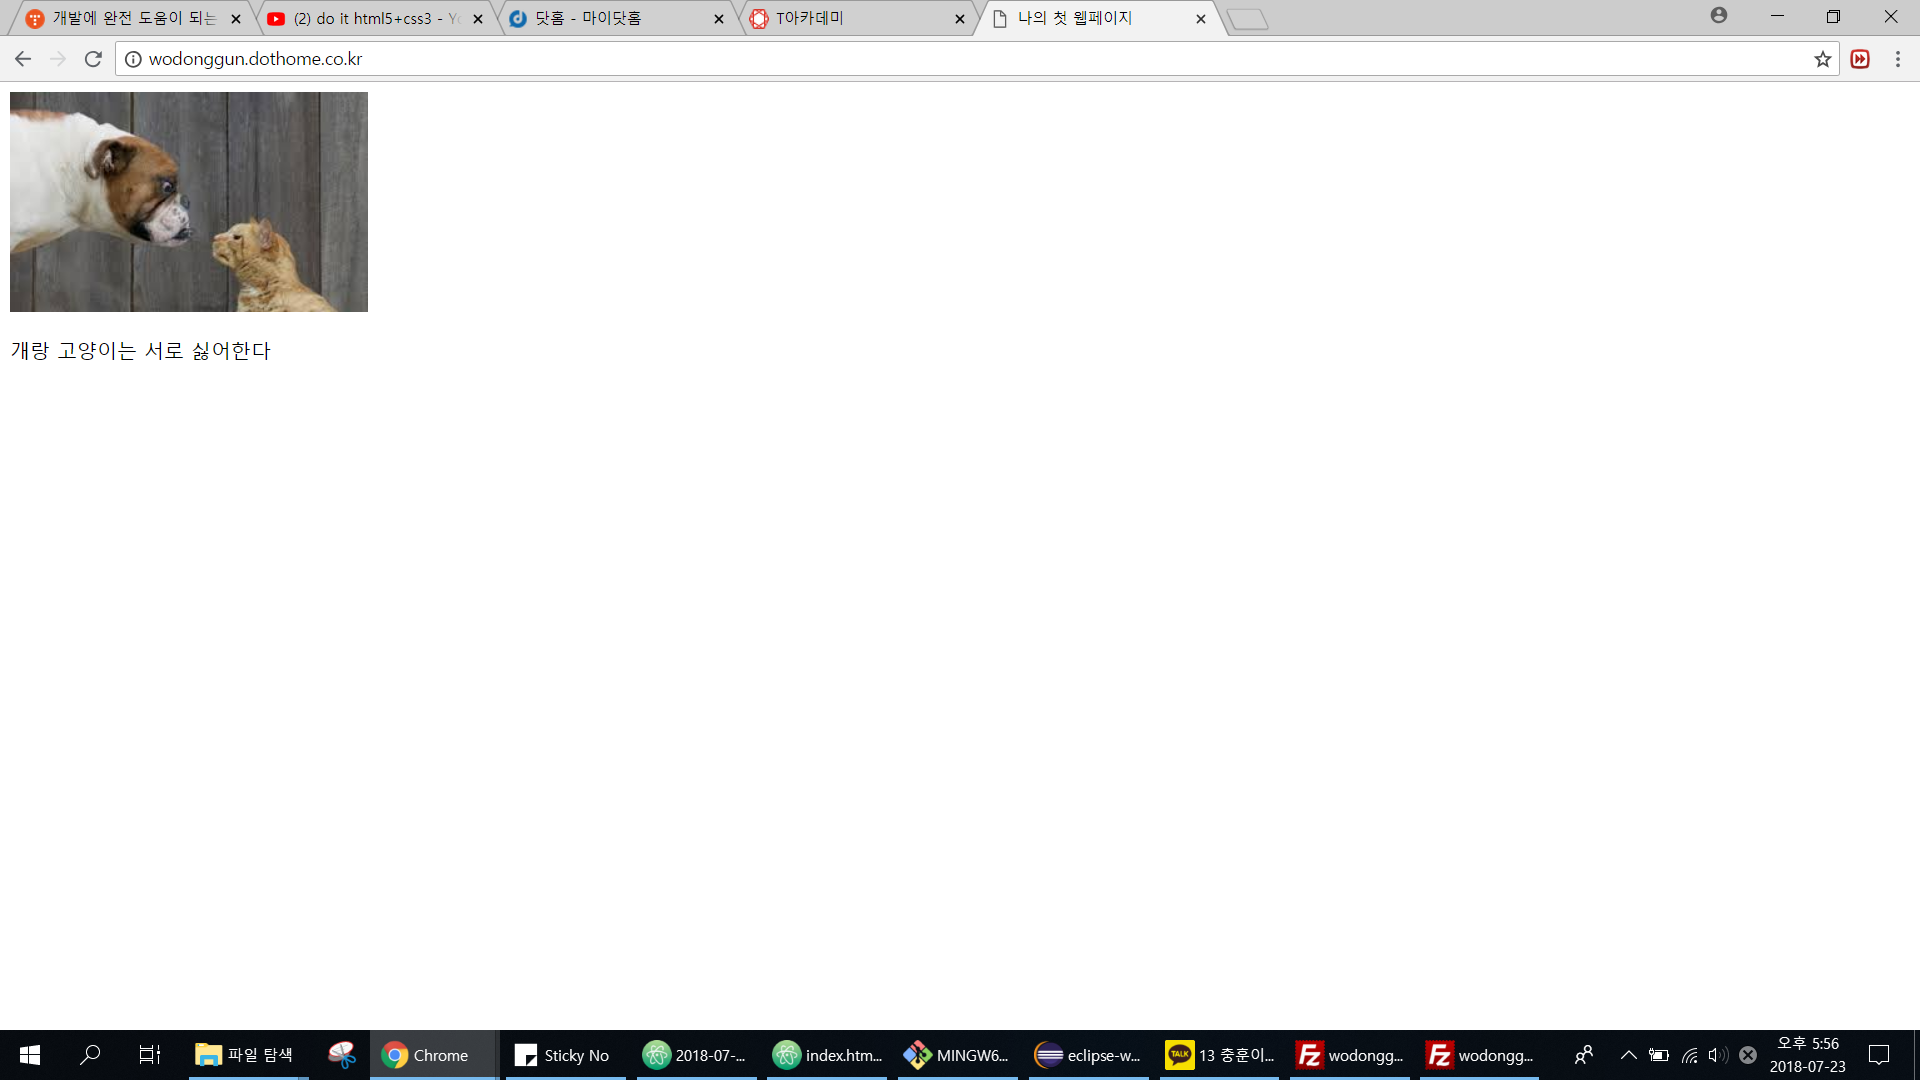 개발에 완전 도움이 되는
(2) do it html5+css3 - Yo
닷홈 - 마이닷홈
T아카데미
나의 첫 웹페이지
wodonggun.dothome.co.kr
개랑 고양이는 서로 싫어한다
파일 탐색
Chrome
Sticky No
2018-07-...
index.htm...
MINGW6...
eclipse-w...
TALK
13 충훈이...
wodongg...
wodongg...
오후 5:56
2018-07-23